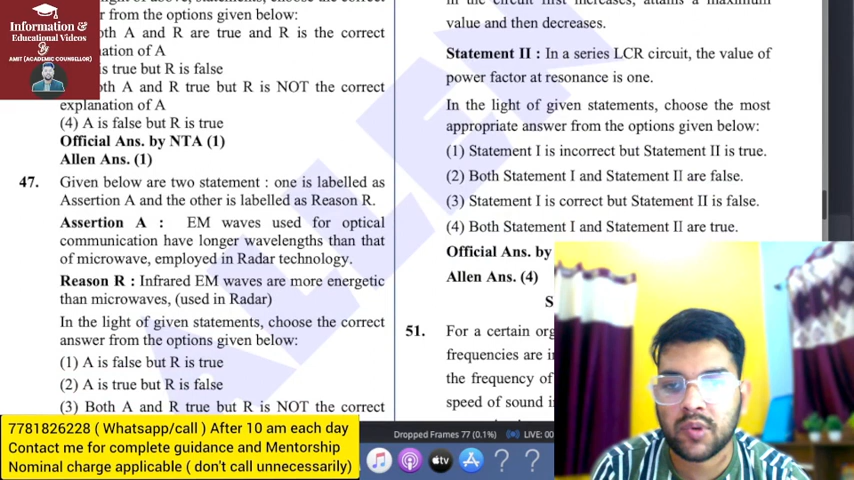 Information &
Educational Videos
By
AMIT (ACADEMIC COUNSELLOR)
r from the options given below:
oth A and R are true and R is the correct
nation of A
is true but R is false
oth A and R true but R is NOT the correct
explanation of A
(4) A is false but R is true
Official Ans. by NTA (1)
Allen Ans. (1)
47. Given below are two statement : one is labelled as
Assertion A and the other is labelled as Reason R.
Assertion A : EM waves used for optical
communication have longer wavelengths than that
of microwave, employed in Radar technology.
Reason R : Infrared EM waves are more energetic
than microwaves, (used in Radar)
In the light of given statements, choose the correct
answer from the options given below:
(1) A is false but R is true
(2) A is true but R is false
(3) Both A and R true but R is NOT the correct
in the circuit first increases, attains a maximum
value and then decreases.
Statement II : In a series LCR circuit, the value of
power factor at resonance is one.
In the light of given statements, choose the most
appropriate answer from the options given below:
(1) Statement I is incorrect but Statement II is true.
(2) Both Statement I and Statement II are false.
(3) Statement I is correct but Statement II is false.
(4) Both Statement I and Statement II are true.
Official Ans. by
Allen Ans. (4)
S
51. For a certain org
frequencies are in
the frequency of
speed of sound i
ALLEN
7781826228 ( Whatsapp/call ) After 10 am each day
Contact me for complete guidance and Mentorship
Nominal charge applicable ( don't call unnecessarily)
Dropped Frames 77 (0.1%) LIVE: 00
tv